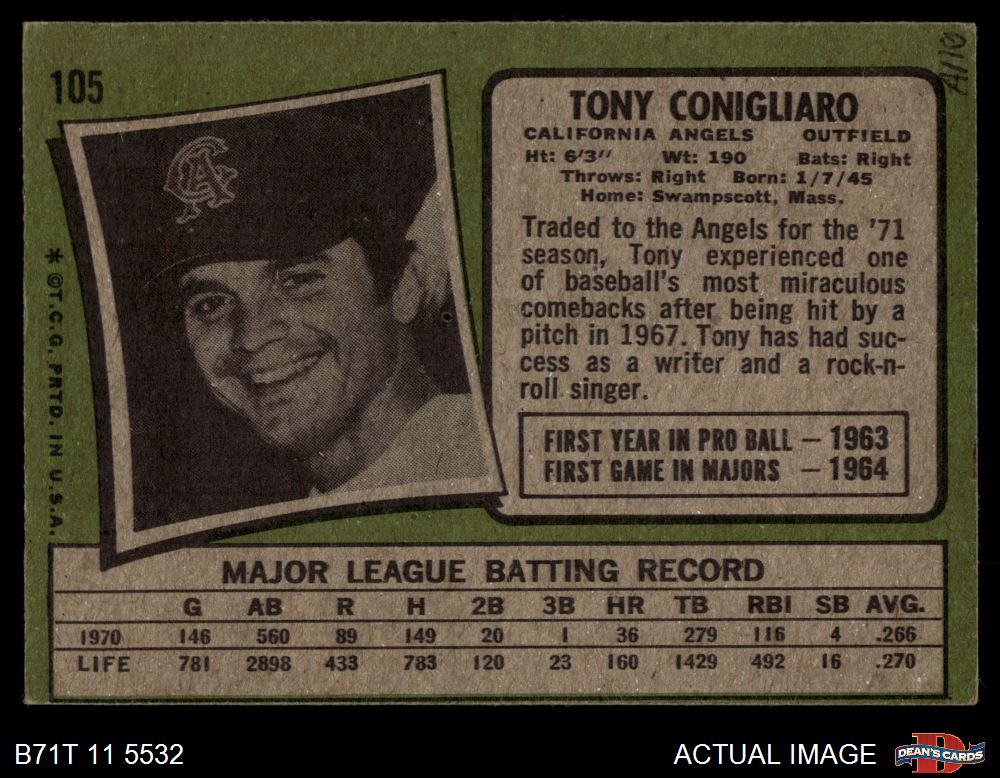 105
A/10
TONY CONIGLIARO
CALIFORNIA ANGELS OUTFIELD
Ht: 6'3" Wt: 190 Bats: Right
Throws: Right Born: 1/7/45
Home: Swampscott, Mass.
Traded to the Angels for the '71
season, Tony experienced one
of baseball's most miraculous
comebacks after being hit by a
pitch in 1967. Tony has had suc-
cess as a writer and a rock-n-
roll singer.
FIRST YEAR IN PRO BALL — 1963
FIRST GAME IN MAJORS — 1964
CA
* ©T.C.G. PRTD. IN U.S.A.
MAJOR LEAGUE BATTING RECORD
G AB R H 2B 3B HR TB RBI SB AVG.
1970 146 560 89 149 20 1 36 279 116 4 .266
LIFE 781 2898 433 783 120 23 160 1429 492 16 .270
B71T 11 5532
ACTUAL IMAGE
D
DEAN'S CARDS